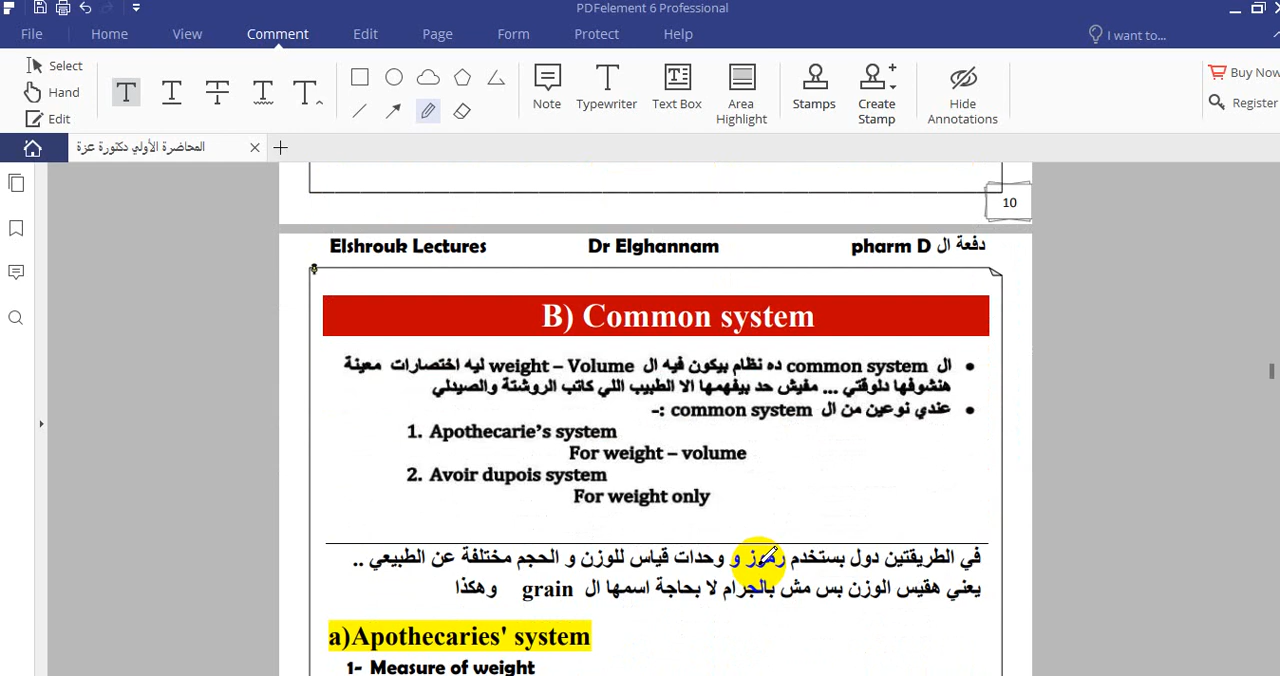 PDFelement 6 Professional
File Home View Comment Edit Page Form Protect Help I want to...
Select
Hand
Edit
Note Typewriter Text Box Area Highlight Stamps Create Stamp Hide Annotations
Buy Now
Register
المحاضرة الأولي دكتورة عزة
10
Elshrouk Lectures Dr Elghannam دفعة ال pharm D
B) Common system
ال common system ده نظام بيكون فيه ال weight – Volume ليه اختصارات معينة
هنشوفها دلوقتي ... مفيش حد بيفهمها الا الطبيب اللي كاتب الروشتة والصيدلي
عندي نوعين من ال common system :-
1. Apothecarie's system
For weight – volume
2. Avoir dupois system
For weight only
في الطريقتين دول بستخدم رموز و وحدات قياس للوزن و الحجم مختلفة عن الطبيعي ..
يعني هقيس الوزن بس مش بالجرام لا بحاجة اسمها ال grain وهكذا
a)Apothecaries' system
1- Measure of weight